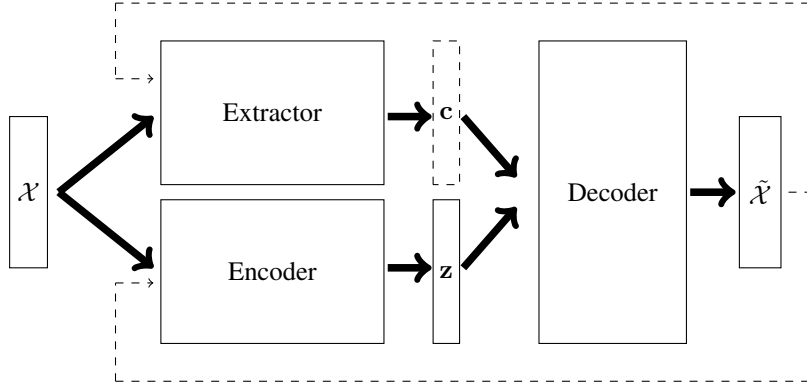 Extractor
c
𝒳
Decoder
𝒳̃
Encoder
z